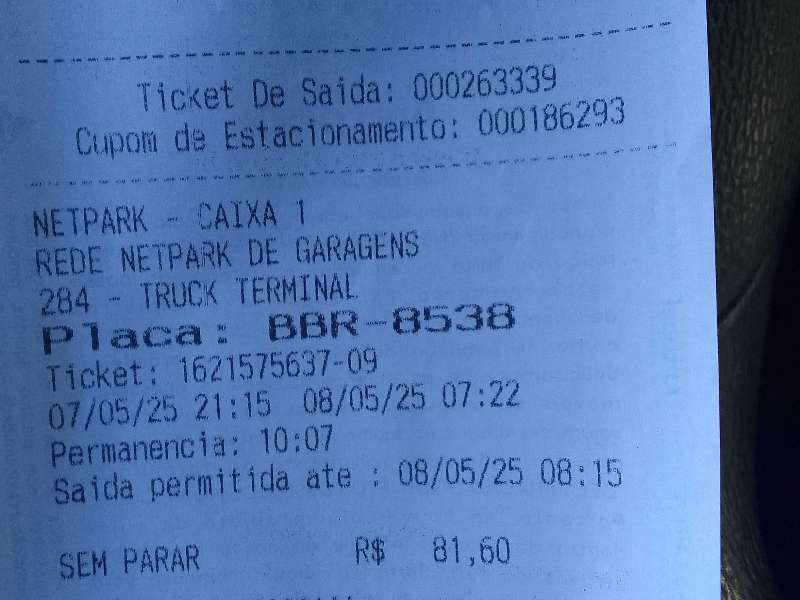 Ticket De Saida: 000263339
Cupom de Estacionamento: 000186293
NETPARK - CAIXA 1
REDE NETPARK DE GARAGENS
284 - TRUCK TERMINAL
Placa: BBR-8538
Ticket: 1621575637-09
07/05/25 21:15 08/05/25 07:22
Permanencia: 10:07
Saida permitida ate : 08/05/25 08:15
SEM PARAR R$ 81,60